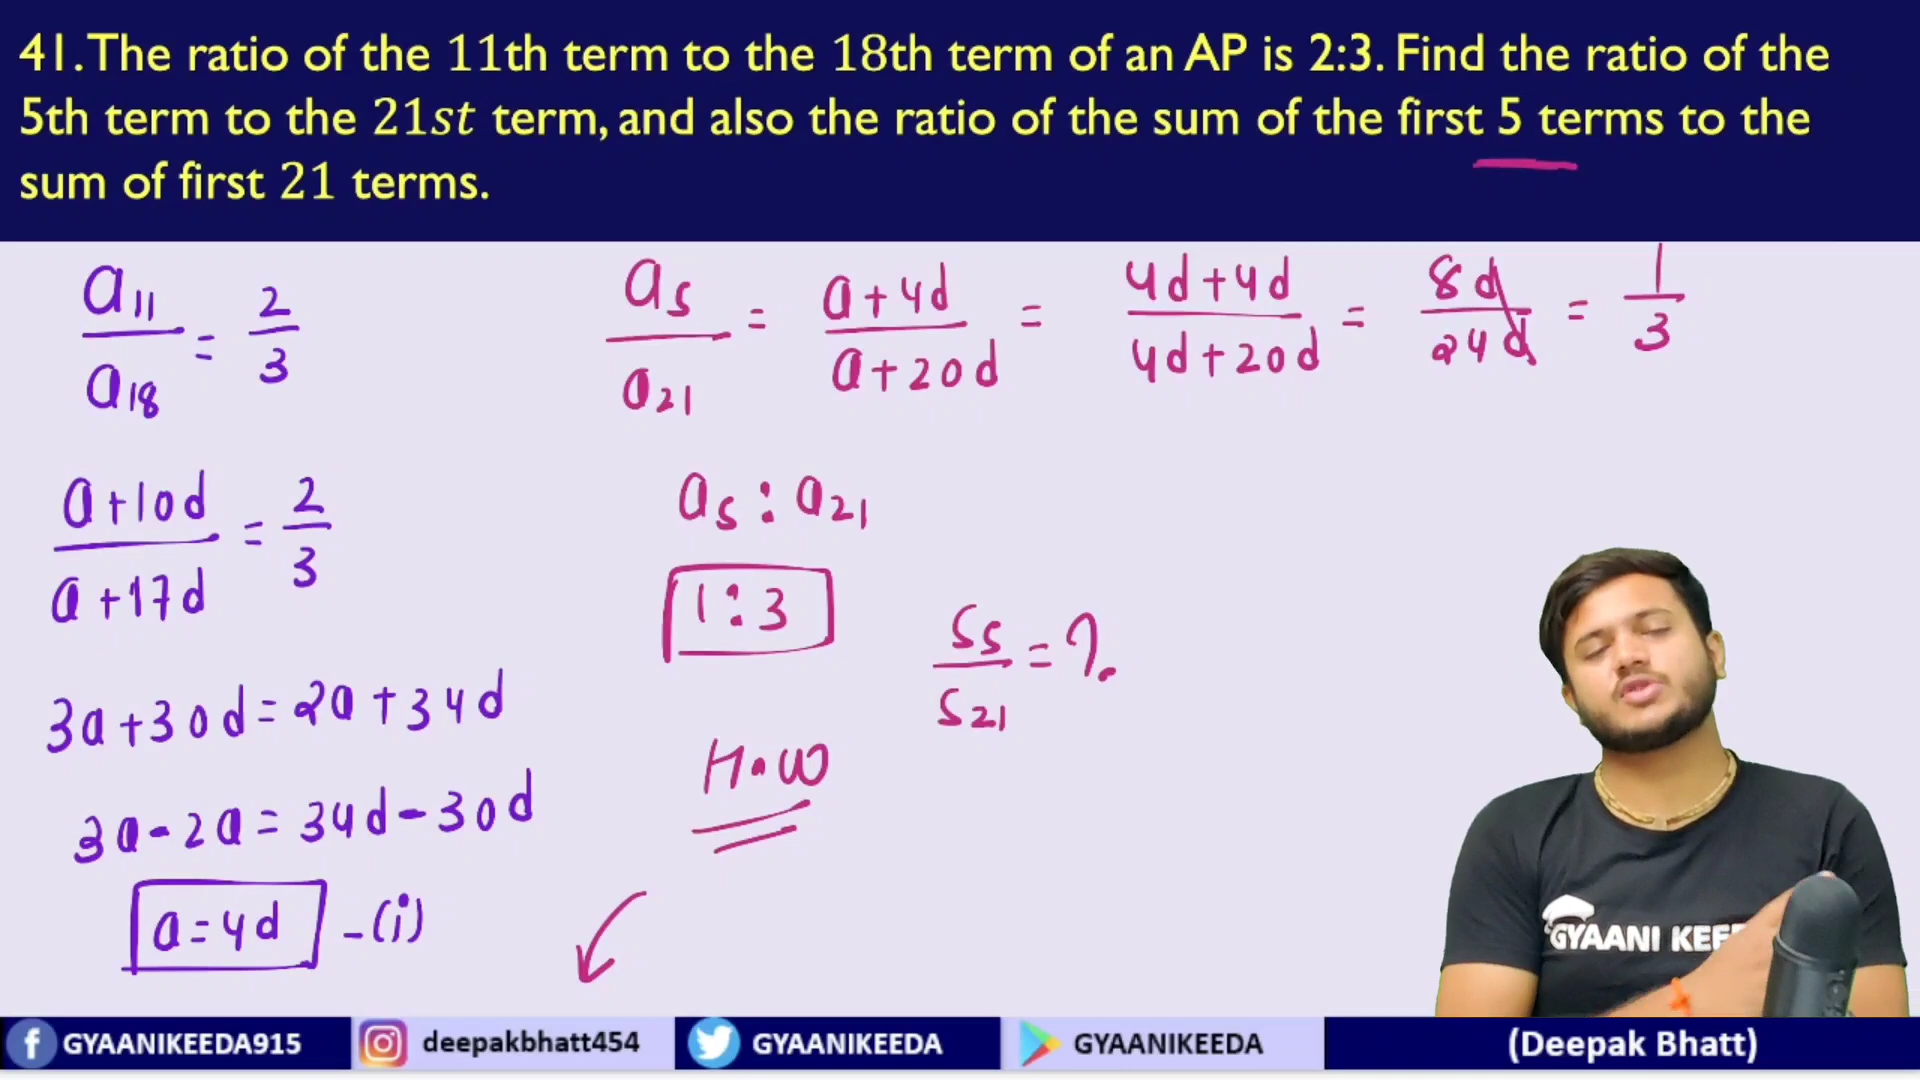 41. The ratio of the 11th term to the 18th term of an AP is 2:3. Find the ratio of the
5th term to the 21st term, and also the ratio of the sum of the first 5 terms to the
sum of first 21 terms.
a11/a18 = 2/3
a5/a21 = a+4d/a+20d = 4d+4d/4d+20d = 8d/24d = 1/3
a+10d/a+17d = 2/3
a5 : a21
1:3
S5/S21 = ?
3a+30d = 2a+34d
H.W
3a-2a = 34d-30d
a=4d -(i)
GYAANI KEE
GYAANIKEEDA915
deepakbhatt454
GYAANIKEEDA
GYAANIKEEDA
(Deepak Bhatt)